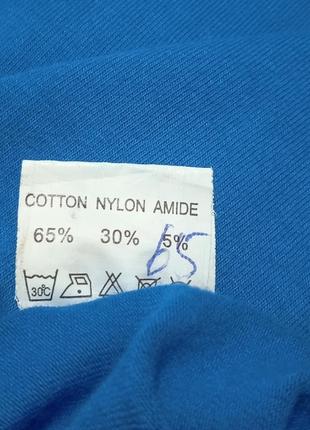 COTTON NYLON AMIDE
65% 30% 5%
65
30°C